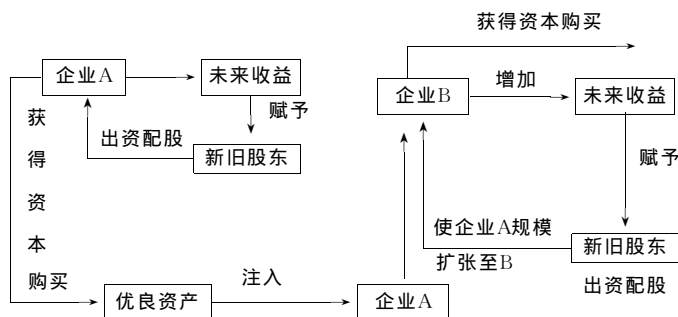 获得资本购买
企业A
未来收益
赋予
出资配股
新旧股东
获得资本
购买
优良资产
注入
企业A
企业B
增加
未来收益
赋予
使企业A规模
扩张至B
新旧股东
出资配股